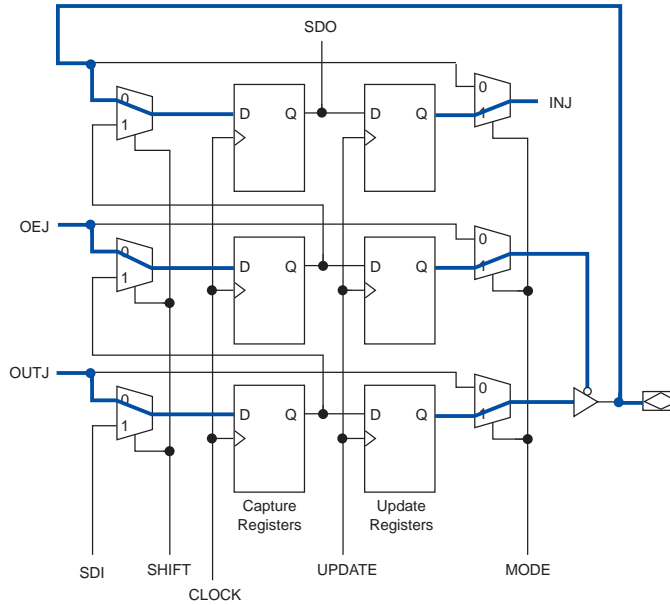 SDO
0
1
D Q
D Q
0
1
INJ
OEJ
0
1
D Q
D Q
0
1
OUTJ
0
1
D Q
D Q
0
1
Capture
Registers
Update
Registers
SDI
SHIFT
CLOCK
UPDATE
MODE